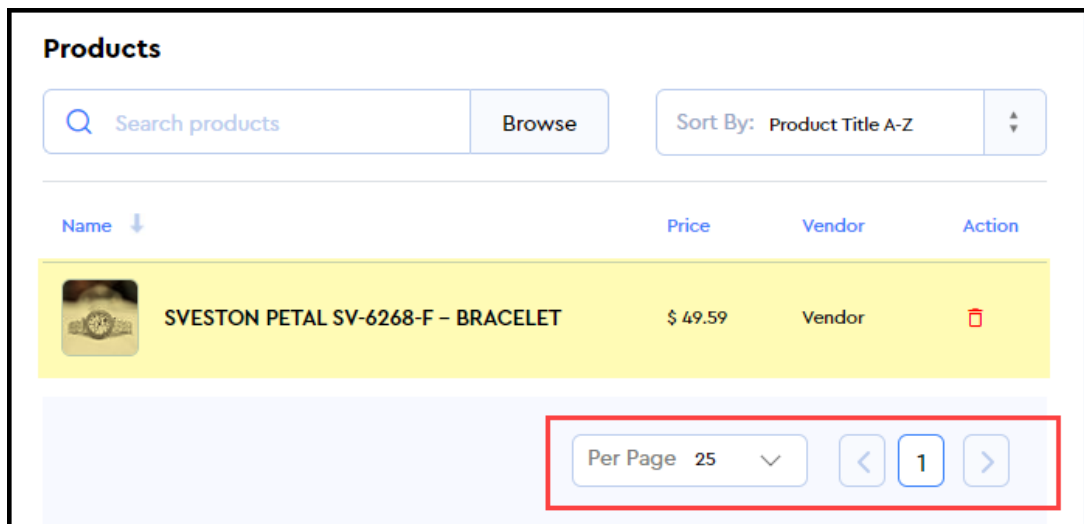 Products
Search products Browse Sort By: Product Title A-Z
Name Price Vendor Action
SVESTON PETAL SV-6268-F – BRACELET $ 49.59 Vendor
Per Page 25 1